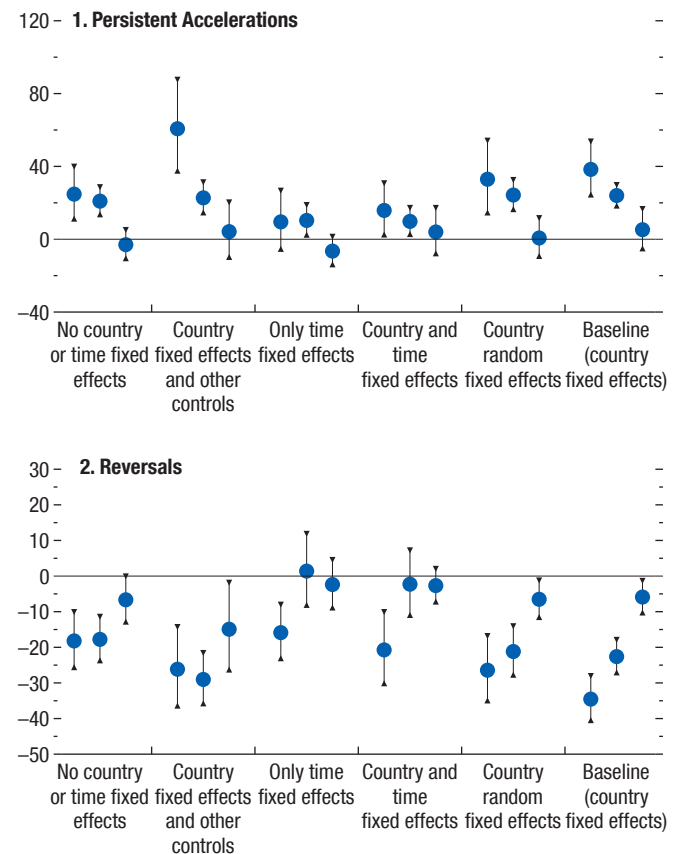 1. Persistent Accelerations
120
80
40
0
–40
No country or time fixed effects
Country fixed effects and other controls
Only time fixed effects
Country and time fixed effects
Country random fixed effects
Baseline (country fixed effects)
2. Reversals
30
20
10
0
–10
–20
–30
–40
–50
No country or time fixed effects
Country fixed effects and other controls
Only time fixed effects
Country and time fixed effects
Country random fixed effects
Baseline (country fixed effects)